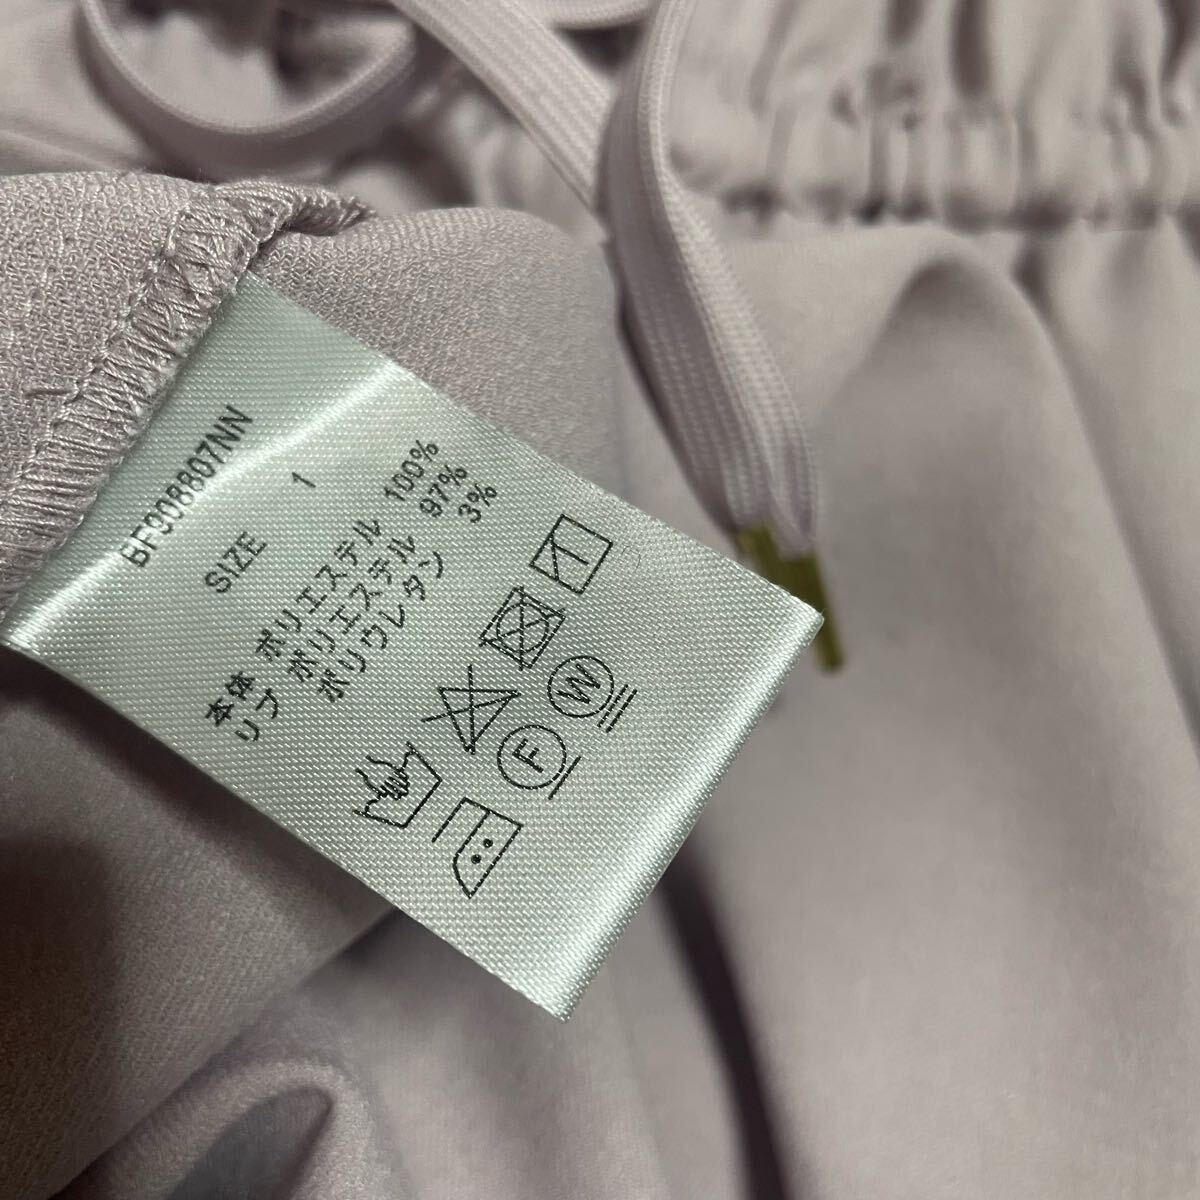 BF908807NN
SIZE 1
本体 ポリエステル 100%
リブ ポリエステル 97%
ポリウレタン 3%
W
F